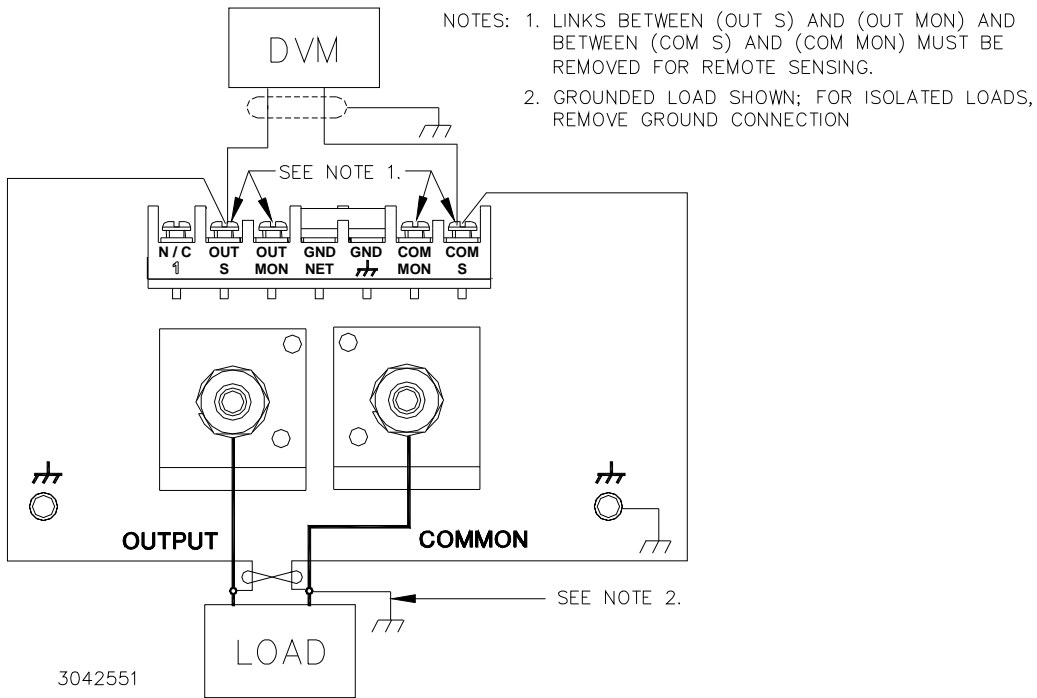 NOTES: 1. LINKS BETWEEN (OUT S) AND (OUT MON) AND
BETWEEN (COM S) AND (COM MON) MUST BE
REMOVED FOR REMOTE SENSING.
2. GROUNDED LOAD SHOWN; FOR ISOLATED LOADS,
REMOVE GROUND CONNECTION
DVM
SEE NOTE 1.
N / C OUT OUT GND GND COM COM
1 S MON NET MON S
OUTPUT COMMON
SEE NOTE 2.
LOAD
3042551